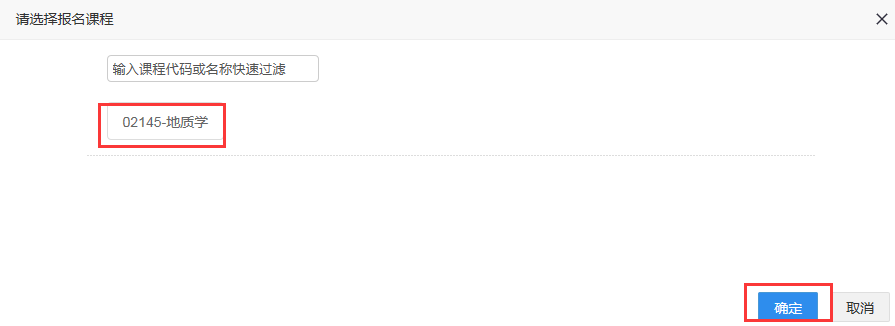 请选择报名课程
输入课程代码或名称快速过滤
02145-地质学
确定
取消